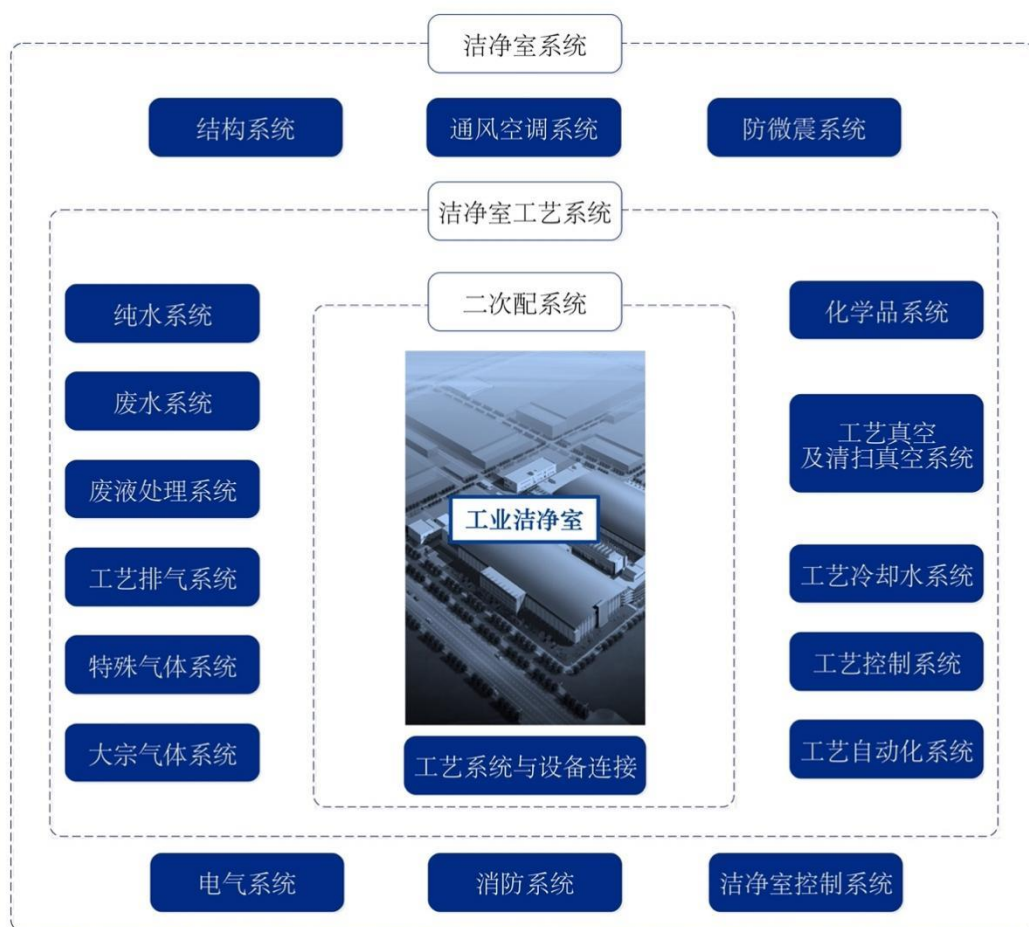 洁净室系统
结构系统
通风空调系统
防微震系统
洁净室工艺系统
纯水系统
废水系统
废液处理系统
工艺排气系统
特殊气体系统
大宗气体系统
二次配系统
工业洁净室
工艺系统与设备连接
化学品系统
工艺真空
及清扫真空系统
工艺冷却水系统
工艺控制系统
工艺自动化系统
电气系统
消防系统
洁净室控制系统